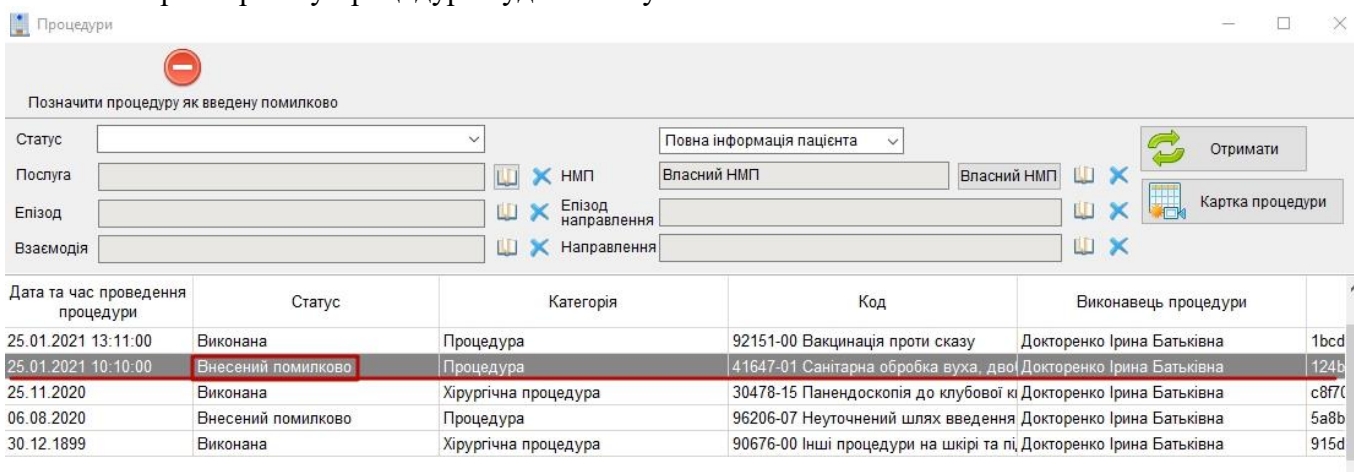 Процедури
Позначити процедуру як введену помилково
Статус Повна інформація пацієнта Отримати
Послуга НМП Власний НМП Власний НМП
Картка процедури
Епізод Епізод
направлення
Взаємодія Направлення
Дата та час проведення
процедури Статус Категорія Код Виконавець процедури
25.01.2021 13:11:00 Виконана Процедура 92151-00 Вакцинація проти сказу Докторенко Ірина Батьківна 1bcd
25.01.2021 10:10:00 Внесений помилково Процедура 41647-01 Санітарна обробка вуха, дво Докторенко Ірина Батьківна 124b
25.11.2020 Виконана Хірургічна процедура 30478-15 Панендоскопія до клубової к Докторенко Ірина Батьківна c8f70
06.08.2020 Внесений помилково Процедура 96206-07 Неуточнений шлях введення Докторенко Ірина Батьківна 5a8b
30.12.1899 Виконана Хірургічна процедура 90676-00 Інші процедури на шкірі та пі Докторенко Ірина Батьківна 915d